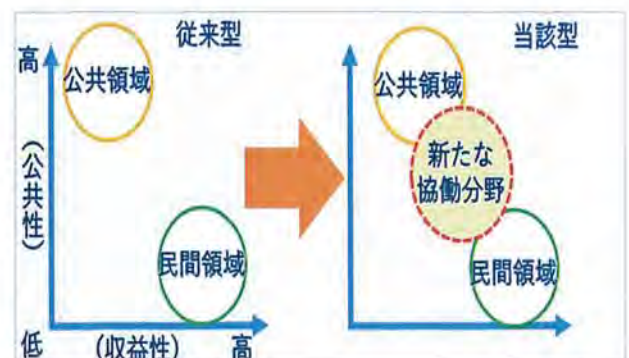 従来型
当該型
高
公共領域
公共領域
新たな
協働分野
(公共性)
民間領域
民間領域
低
(収益性)
高